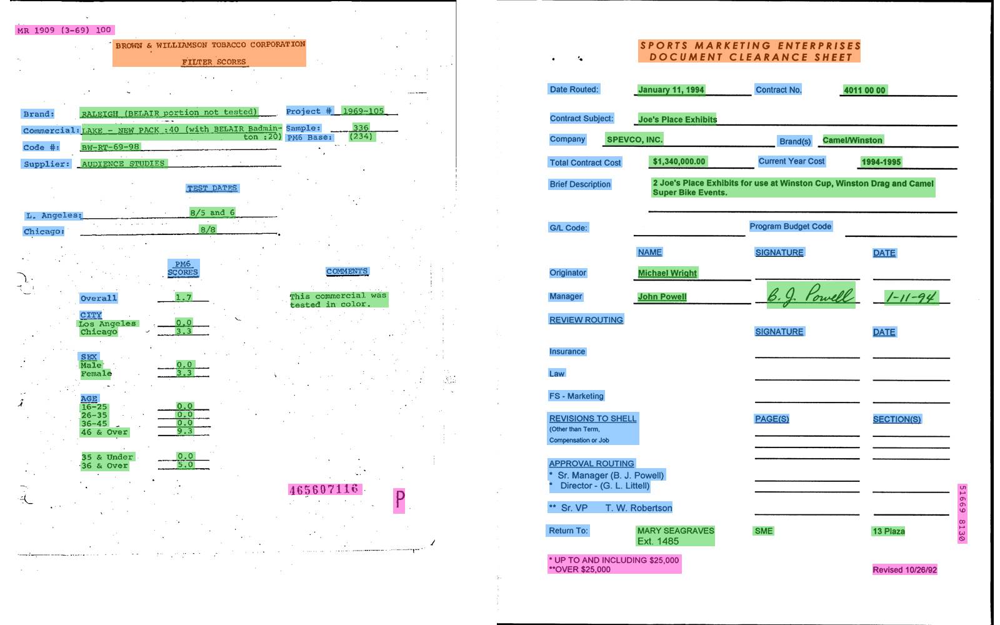 MR 1909 (3-69) 100
BROWN & WILLIAMSON TOBACCO CORPORATION
FILTER SCORES
Brand: RALEIGH (BELAIR portion not tested) Project # 1969-105
Commercial: LAKE - NEW PACK :40 (with BELAIR Badmin- Sample: 336
ton :20) PM6 Base: (234)
Code #: BW-RT-69-98
Supplier: AUDIENCE STUDIES
TEST DATES
L. Angeles: 8/5 and 6
Chicago: 8/8
PM6
SCORES COMMENTS
Overall 1.7 This commercial was
tested in color.
CITY
Los Angeles 0.0
Chicago 3.3
SEX
Male 0.0
Female 3.3
AGE
16-25 0.0
26-35 0.0
36-45 0.0
46 & Over 9.3
35 & Under 0.0
36 & Over 5.0
465607116
P
SPORTS MARKETING ENTERPRISES
DOCUMENT CLEARANCE SHEET
Date Routed: January 11, 1994 Contract No. 4011 00 00
Contract Subject: Joe's Place Exhibits
Company SPEVCO, INC. Brand(s) Camel/Winston
Total Contract Cost $1,340,000.00 Current Year Cost 1994-1995
Brief Description 2 Joe's Place Exhibits for use at Winston Cup, Winston Drag and Camel
Super Bike Events.
G/L Code: Program Budget Code
NAME SIGNATURE DATE
Originator Michael Wright
Manager John Powell B. J. Powell 1-11-94
REVIEW ROUTING
SIGNATURE DATE
Insurance
Law
FS - Marketing
REVISIONS TO SHELL PAGE(S) SECTION(S)
(Other than Term,
Compensation or Job
APPROVAL ROUTING
* Sr. Manager (B. J. Powell)
* Director - (G. L. Littell)
** Sr. VP T. W. Robertson
Return To: MARY SEAGRAVES SME 13 Plaza
Ext. 1485
* UP TO AND INCLUDING $25,000
**OVER $25,000 Revised 10/26/92
51669 8130